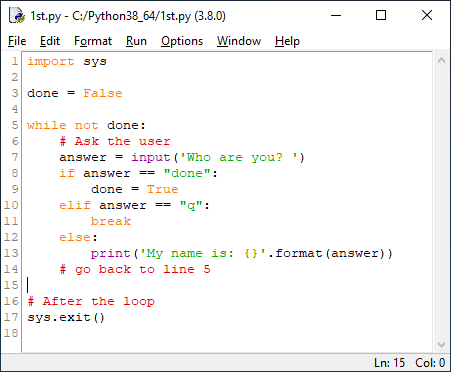 1st.py - C:/Python38_64/1st.py (3.8.0)
File Edit Format Run Options Window Help
1 import sys
2
3 done = False
4
5 while not done:
6     # Ask the user
7     answer = input('Who are you? ')
8     if answer == "done":
9         done = True
10     elif answer == "q":
11         break
12     else:
13         print('My name is: {}'.format(answer))
14     # go back to line 5
15
16 # After the loop
17 sys.exit()
18
Ln: 15 Col: 0